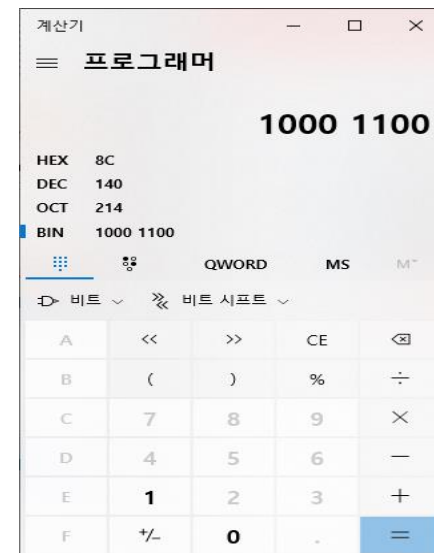 계산기
프로그래머
1000 1100
HEX 8C
DEC 140
OCT 214
BIN 1000 1100
QWORD MS M˅
비트 비트 시프트
A << >> CE
B ( ) % ÷
C 7 8 9 ×
D 4 5 6 −
E 1 2 3 +
F +/− 0 . =